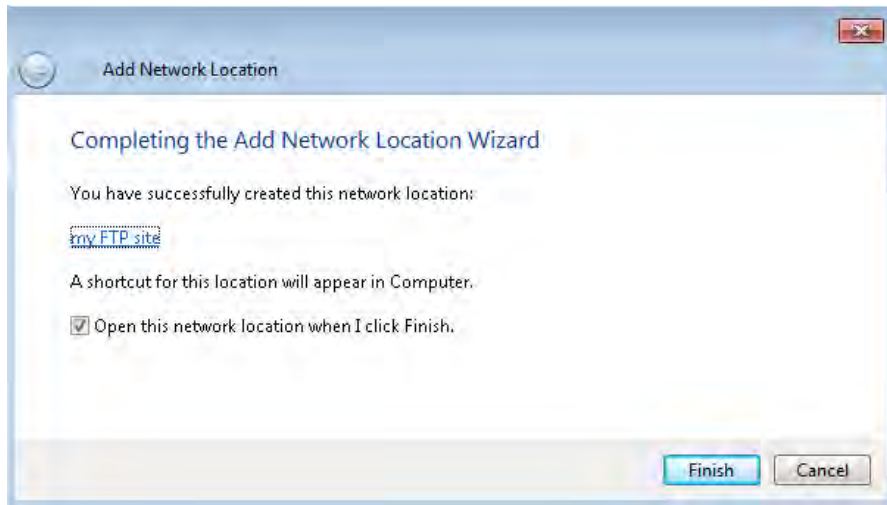 Add Network Location
Completing the Add Network Location Wizard
You have successfully created this network location:
my FTP site
A shortcut for this location will appear in Computer.
Open this network location when I click Finish.
Finish Cancel